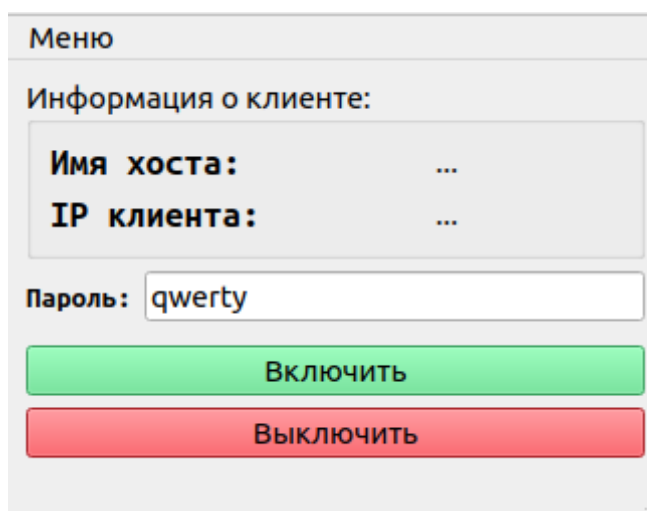 Меню
Информация о клиенте:
Имя хоста: ...
IP клиента: ...
Пароль: qwerty
Включить
Выключить